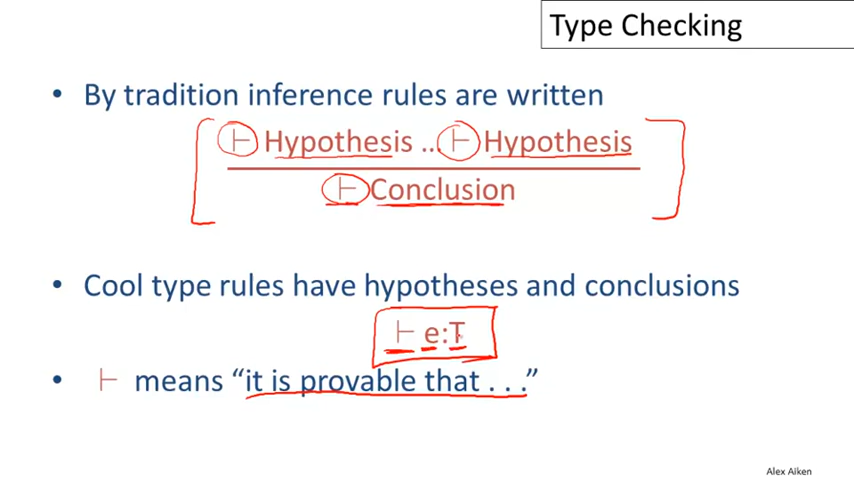 Type Checking
• By tradition inference rules are written
⊢ Hypothesis ... ⊢ Hypothesis
⊢ Conclusion
• Cool type rules have hypotheses and conclusions
⊢ e:T
• ⊢ means “it is provable that . . .”
Alex Aiken